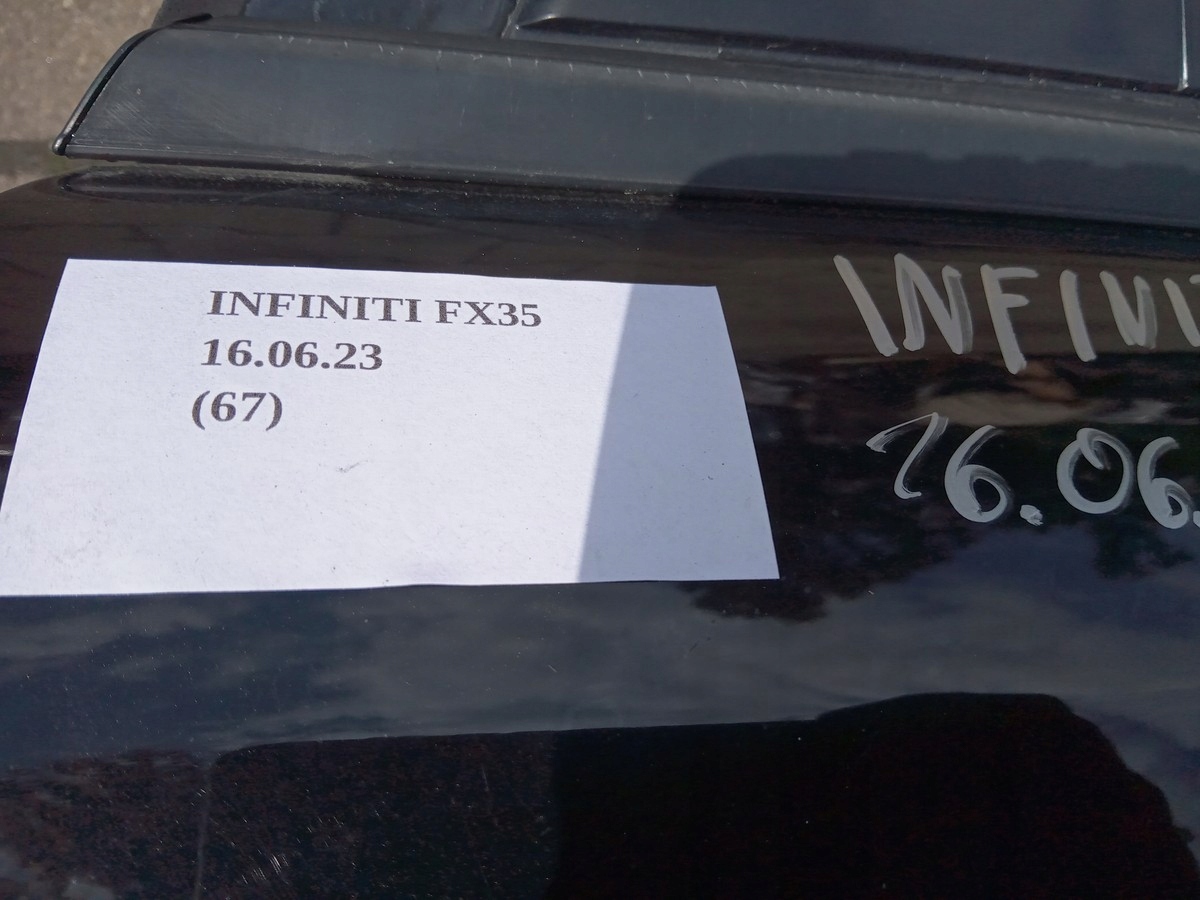 INFINITI FX35
16.06.23
(67)
INFINI
16.06.